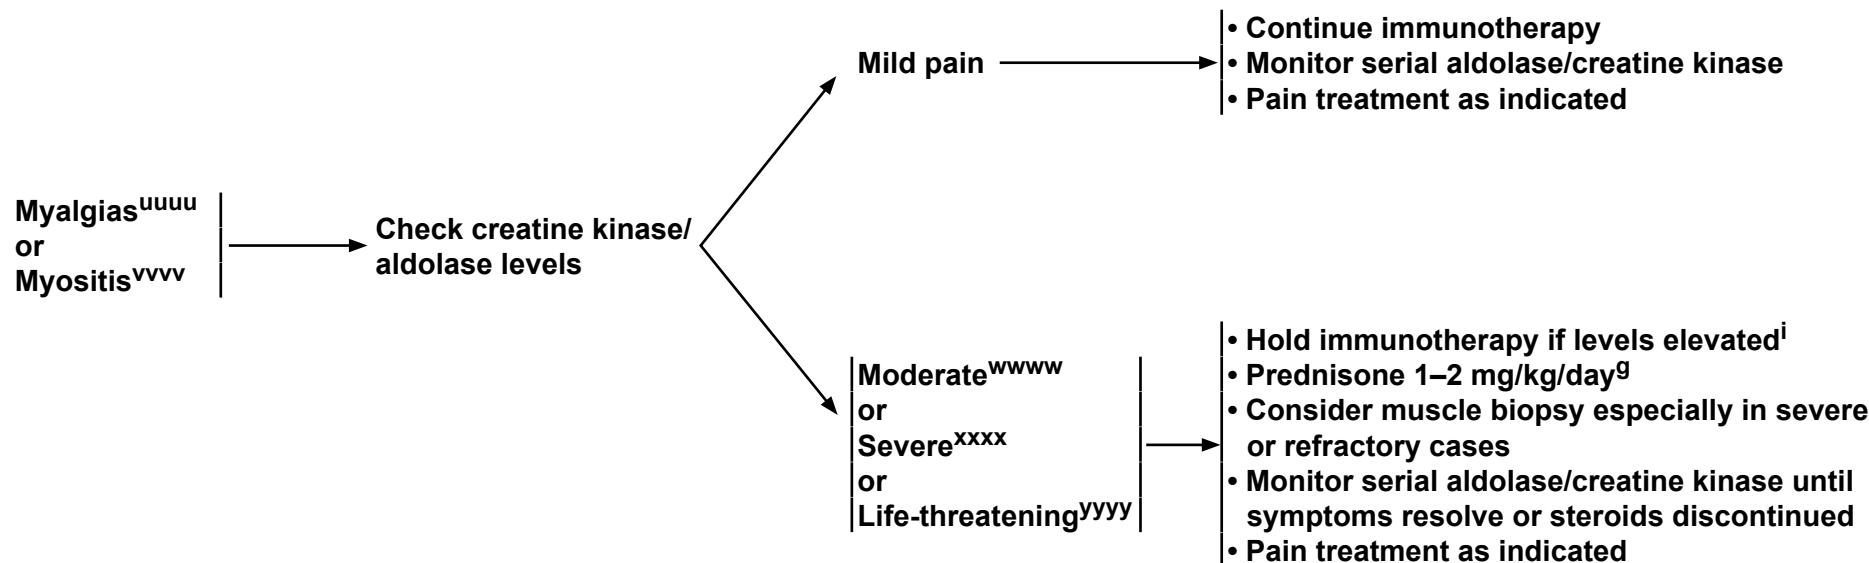 Myalgiasuuuu
or
Myositisvvvv
Check creatine kinase/
aldolase levels
Mild pain
• Continue immunotherapy
• Monitor serial aldolase/creatine kinase
• Pain treatment as indicated
Moderatewwww
or
Severexxxx
or
Life-threateningyyyy
• Hold immunotherapy if levels elevatedi
• Prednisone 1–2 mg/kg/dayg
• Consider muscle biopsy especially in severe
or refractory cases
• Monitor serial aldolase/creatine kinase until
symptoms resolve or steroids discontinued
• Pain treatment as indicated